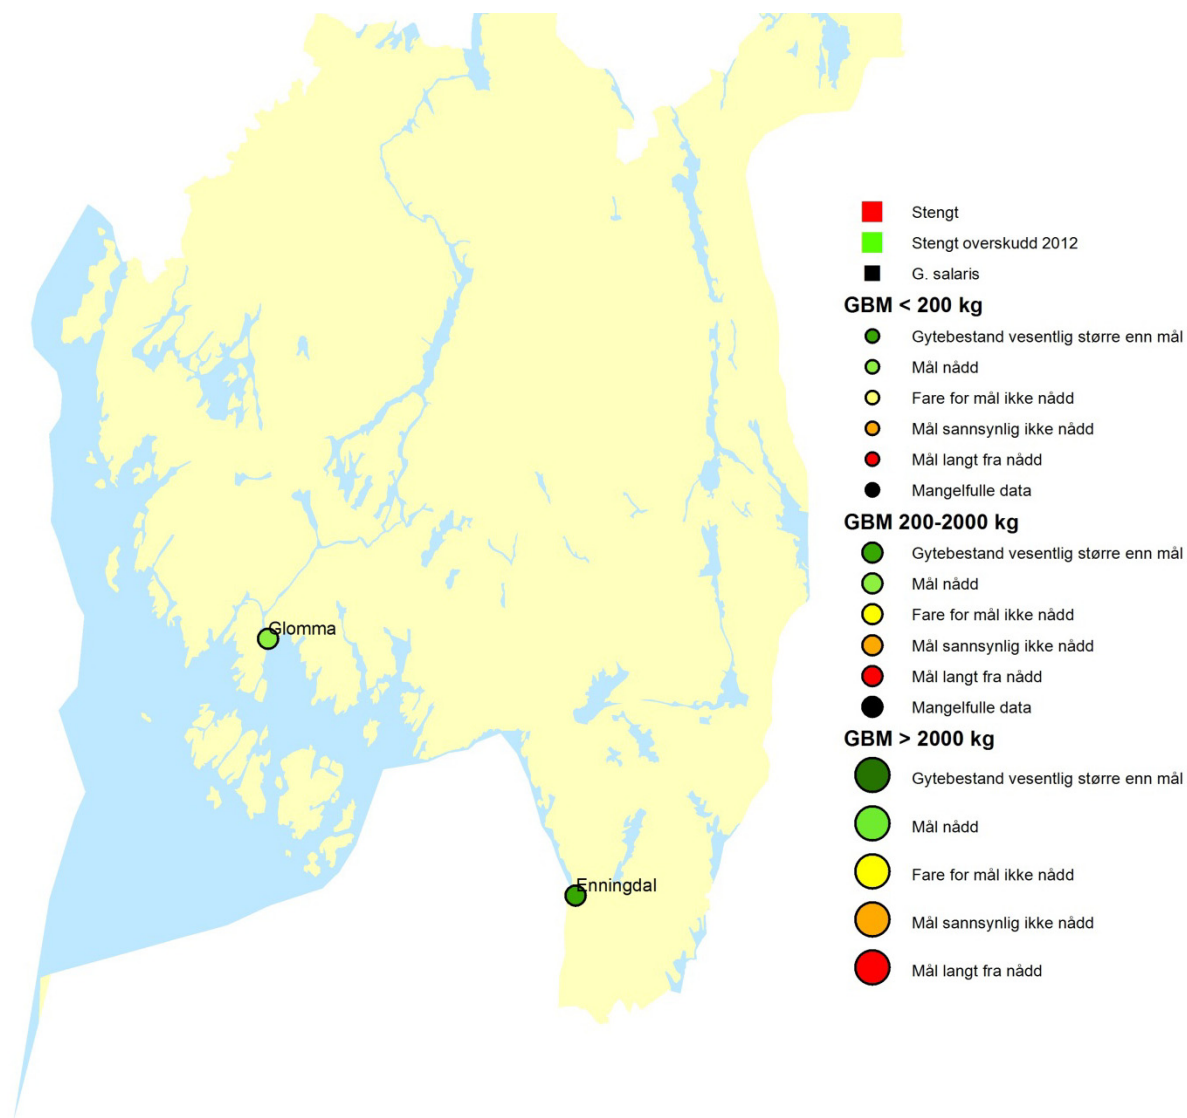 Stengt
Stengt overskudd 2012
G. salaris
GBM < 200 kg
Gytebestand vesentlig større enn mål
Mål nådd
Fare for mål ikke nådd
Mål sannsynlig ikke nådd
Mål langt fra nådd
Mangelfulle data
GBM 200-2000 kg
Gytebestand vesentlig større enn mål
Mål nådd
Fare for mål ikke nådd
Mål sannsynlig ikke nådd
Mål langt fra nådd
Mangelfulle data
GBM > 2000 kg
Gytebestand vesentlig større enn mål
Mål nådd
Fare for mål ikke nådd
Mål sannsynlig ikke nådd
Mål langt fra nådd
Glomma
Enningdal